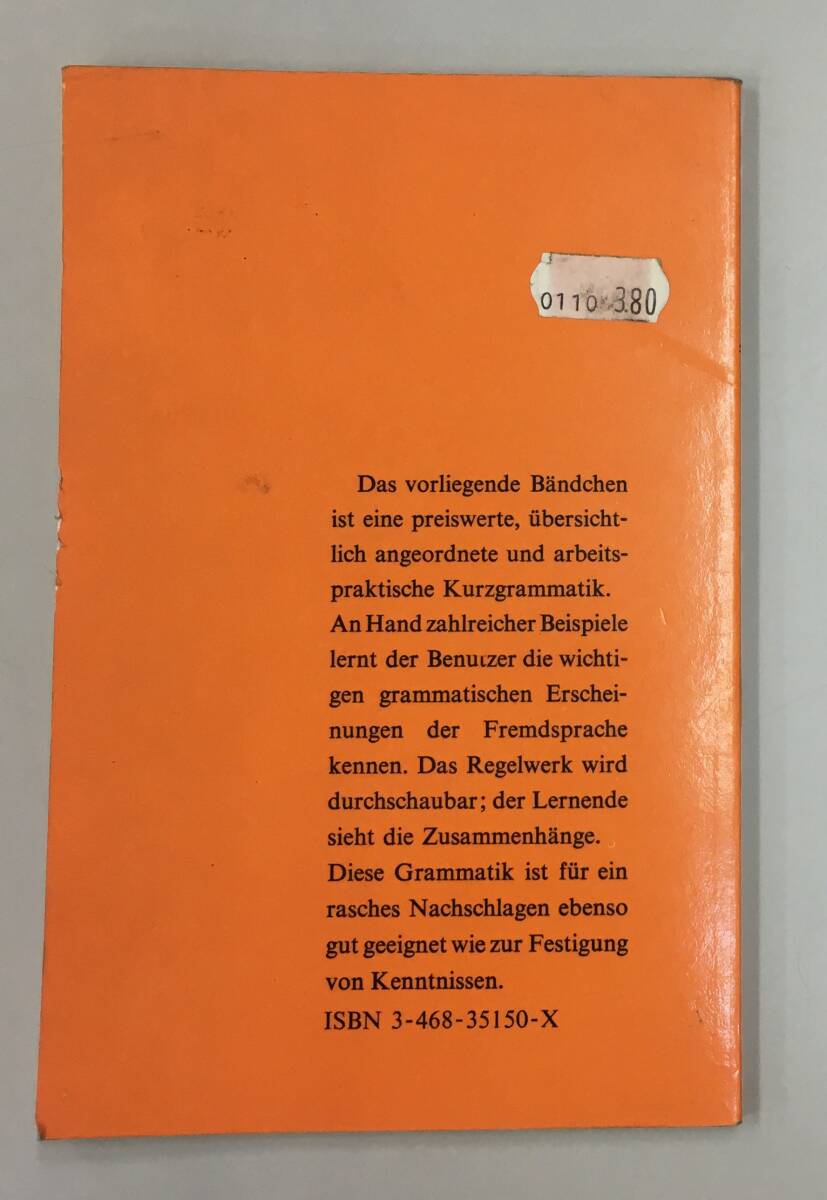 0110 3.80
Das vorliegende Bändchen
ist eine preiswerte, übersicht-
lich angeordnete und arbeits-
praktische Kurzgrammatik.
An Hand zahlreicher Beispiele
lernt der Benutzer die wichti-
gen grammatischen Erschei-
nungen der Fremdsprache
kennen. Das Regelwerk wird
durchschaubar; der Lernende
sieht die Zusammenhänge.
Diese Grammatik ist für ein
rasches Nachschlagen ebenso
gut geeignet wie zur Festigung
von Kenntnissen.
ISBN 3-468-35150-X